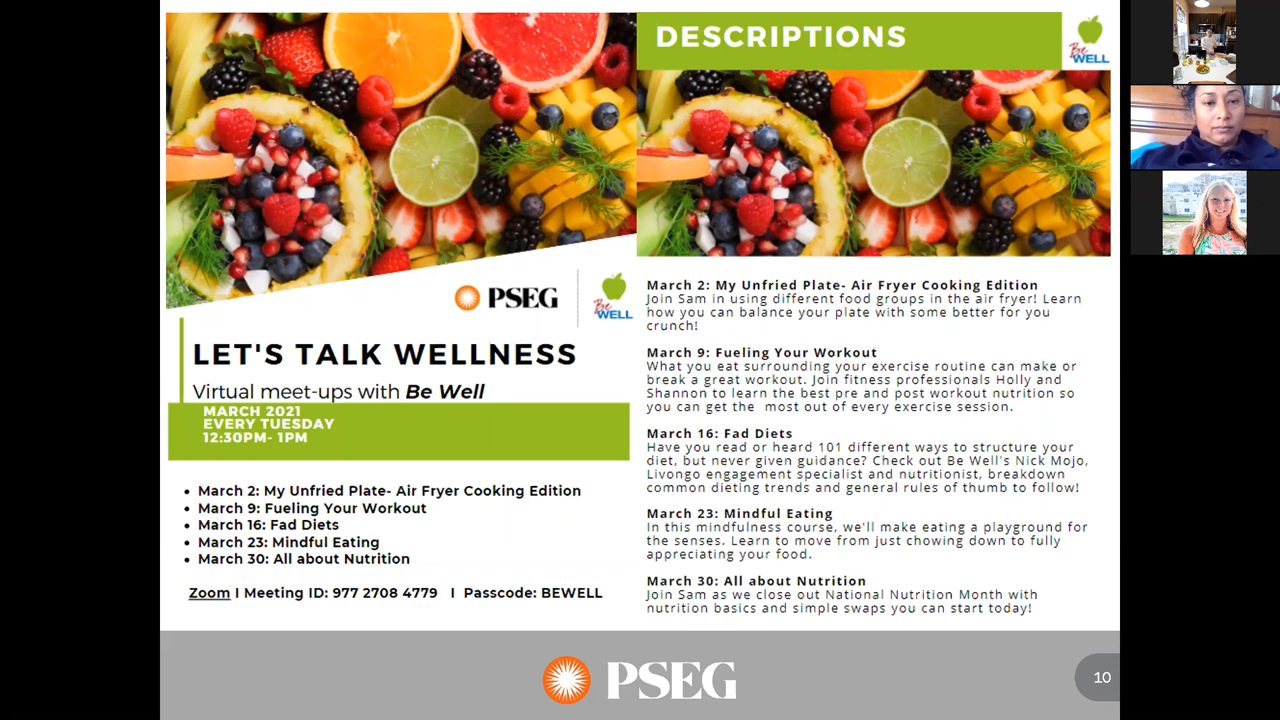 PSEG
Be
WELL
LET'S TALK WELLNESS
Virtual meet-ups with Be Well
MARCH 2021
EVERY TUESDAY
12:30PM- 1PM
• March 2: My Unfried Plate- Air Fryer Cooking Edition
• March 9: Fueling Your Workout
• March 16: Fad Diets
• March 23: Mindful Eating
• March 30: All about Nutrition
Zoom I Meeting ID: 977 2708 4779 I Passcode: BEWELL
DESCRIPTIONS
Be
WELL
March 2: My Unfried Plate- Air Fryer Cooking Edition
Join Sam in using different food groups in the air fryer! Learn
how you can balance your plate with some better for you
crunch!
March 9: Fueling Your Workout
What you eat surrounding your exercise routine can make or
break a great workout. Join fitness professionals Holly and
Shannon to learn the best pre and post workout nutrition so
you can get the most out of every exercise session.
March 16: Fad Diets
Have you read or heard 101 different ways to structure your
diet, but never given guidance? Check out Be Well's Nick Mojo,
Livongo engagement specialist and nutritionist, breakdown
common dieting trends and general rules of thumb to follow!
March 23: Mindful Eating
In this mindfulness course, we'll make eating a playground for
the senses. Learn to move from just chowing down to fully
appreciating your food.
March 30: All about Nutrition
Join Sam as we close out National Nutrition Month with
nutrition basics and simple swaps you can start today!
PSEG
10